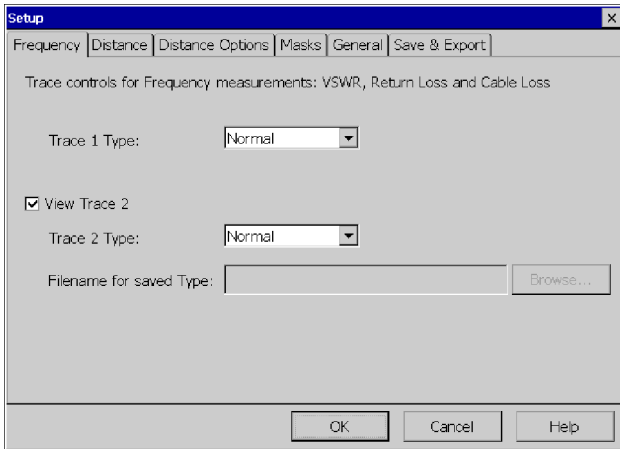 Setup
Frequency Distance Distance Options Masks General Save & Export
Trace controls for Frequency measurements: VSWR, Return Loss and Cable Loss
Trace 1 Type: Normal
View Trace 2
Trace 2 Type: Normal
Filename for saved Type: Browse...
OK Cancel Help